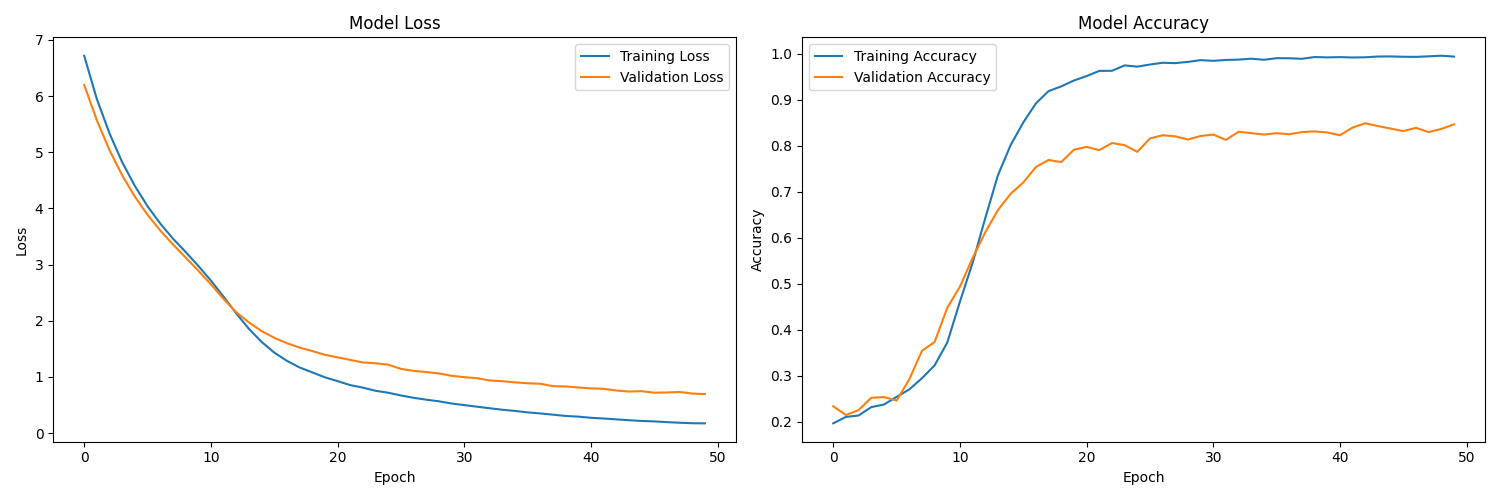 Model Loss
7
6
5
4
3
2
1
0
Loss
Training Loss
Validation Loss
0 10 20 30 40 50
Epoch
Model Accuracy
1.0
0.9
0.8
0.7
0.6
0.5
0.4
0.3
0.2
Accuracy
Training Accuracy
Validation Accuracy
0 10 20 30 40 50
Epoch